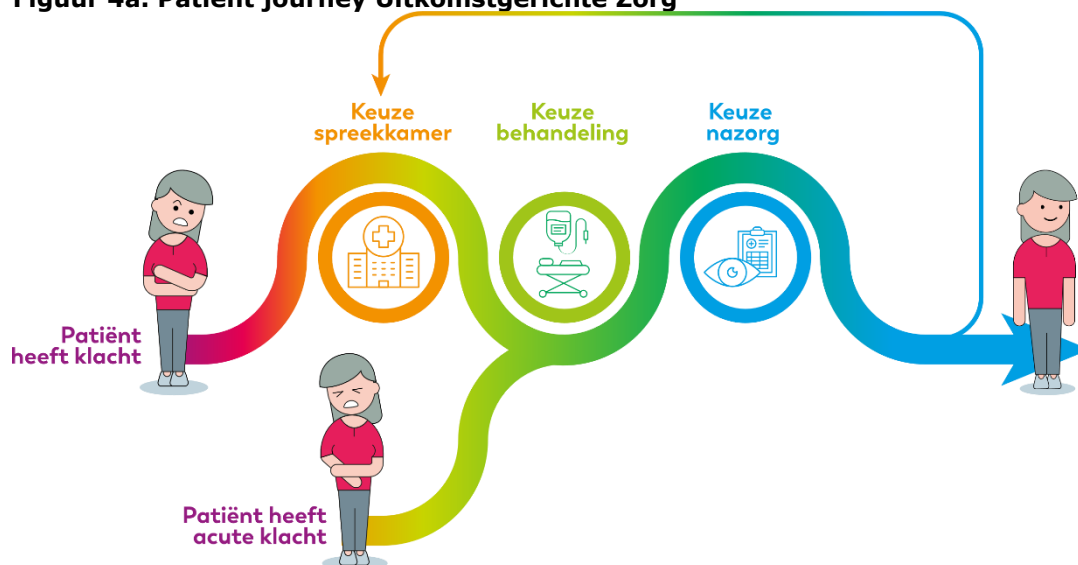 Figuur 4a. Patient journey Uitkomstgerichte Zorg
Keuze
spreekkamer
Keuze
behandeling
Keuze
nazorg
Patiënt
heeft klacht
Patiënt heeft
acute klacht